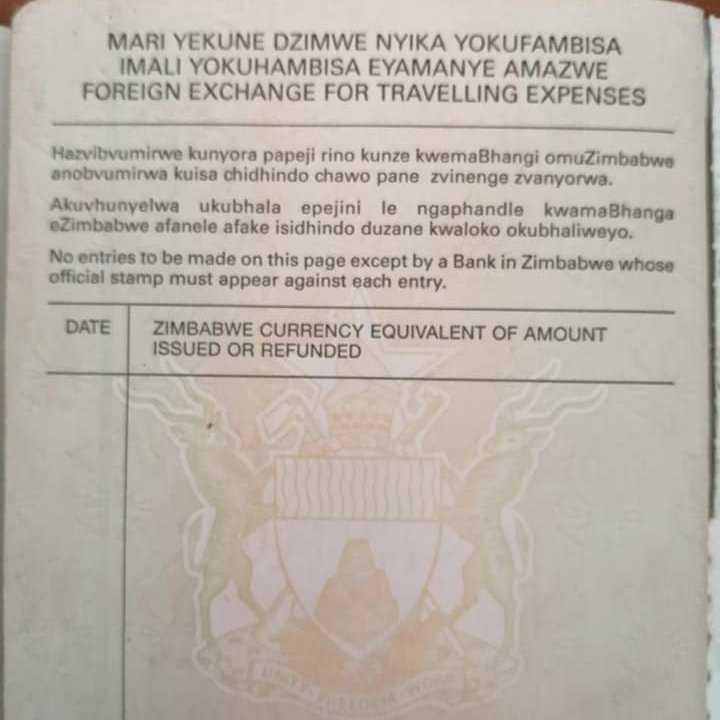 MARI YEKUNE DZIMWE NYIKA YOKUFAMBISA
IMALI YOKUHAMBISA EYAMANYE AMAZWE
FOREIGN EXCHANGE FOR TRAVELLING EXPENSES
Hazvibvumirwe kunyora papeji rino kunze kwemaBhangi omuZimbabwe
anobvumirwa kuisa chidhindo chawo pane zvinenge zvanyorwa.
Akuvhunyelwa ukubhala epejini le ngaphandle kwamaBhanga
eZimbabwe afanele afake isidhindo duzane kwaloko okubhaliweyo.
No entries to be made on this page except by a Bank in Zimbabwe whose
official stamp must appear against each entry.
DATE
ZIMBABWE CURRENCY EQUIVALENT OF AMOUNT
ISSUED OR REFUNDED
UNITY FREEDOM WORK